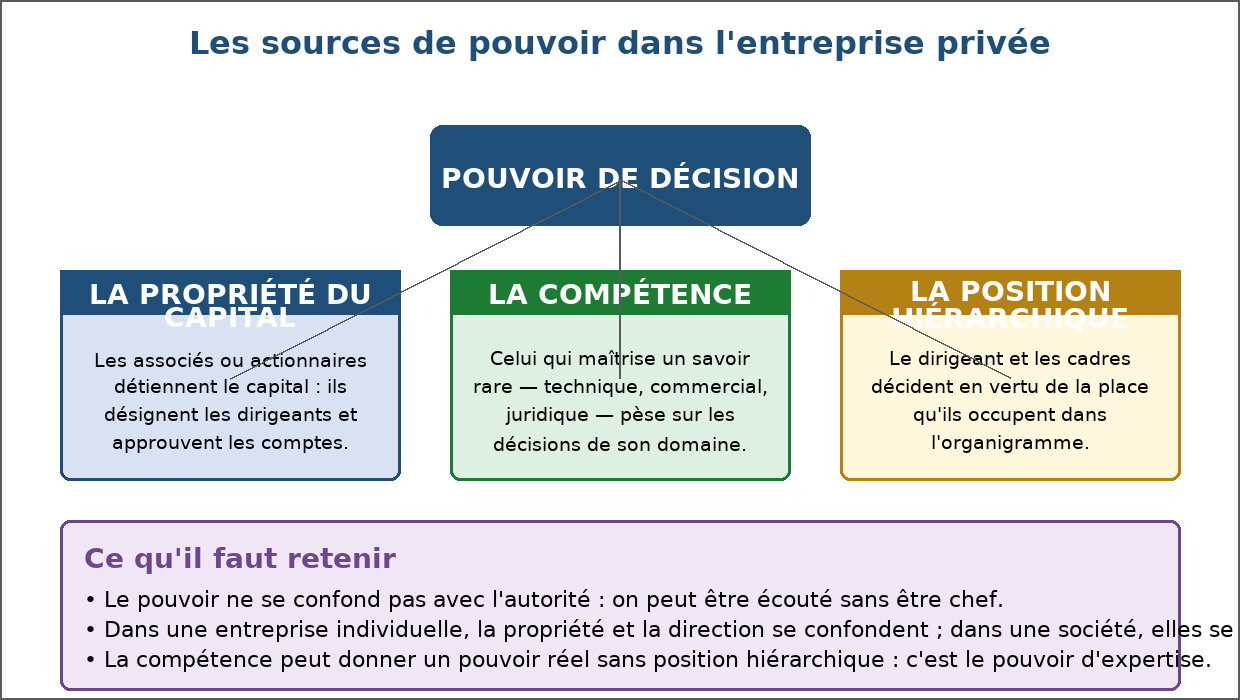 Les sources de pouvoir dans l'entreprise privée
POUVOIR DE DÉCISION
LA PROPRIÉTÉ DU
CAPITAL
Les associés ou actionnaires
détiennent le capital : ils
désignent les dirigeants et
approuvent les comptes.
LA COMPÉTENCE
Celui qui maîtrise un savoir
rare — technique, commercial,
juridique — pèse sur les
décisions de son domaine.
LA POSITION
HIÉRARCHIQUE
Le dirigeant et les cadres
décident en vertu de la place
qu'ils occupent dans
l'organigramme.
Ce qu'il faut retenir
• Le pouvoir ne se confond pas avec l'autorité : on peut être écouté sans être chef.
• Dans une entreprise individuelle, la propriété et la direction se confondent ; dans une société, elles se
• La compétence peut donner un pouvoir réel sans position hiérarchique : c'est le pouvoir d'expertise.